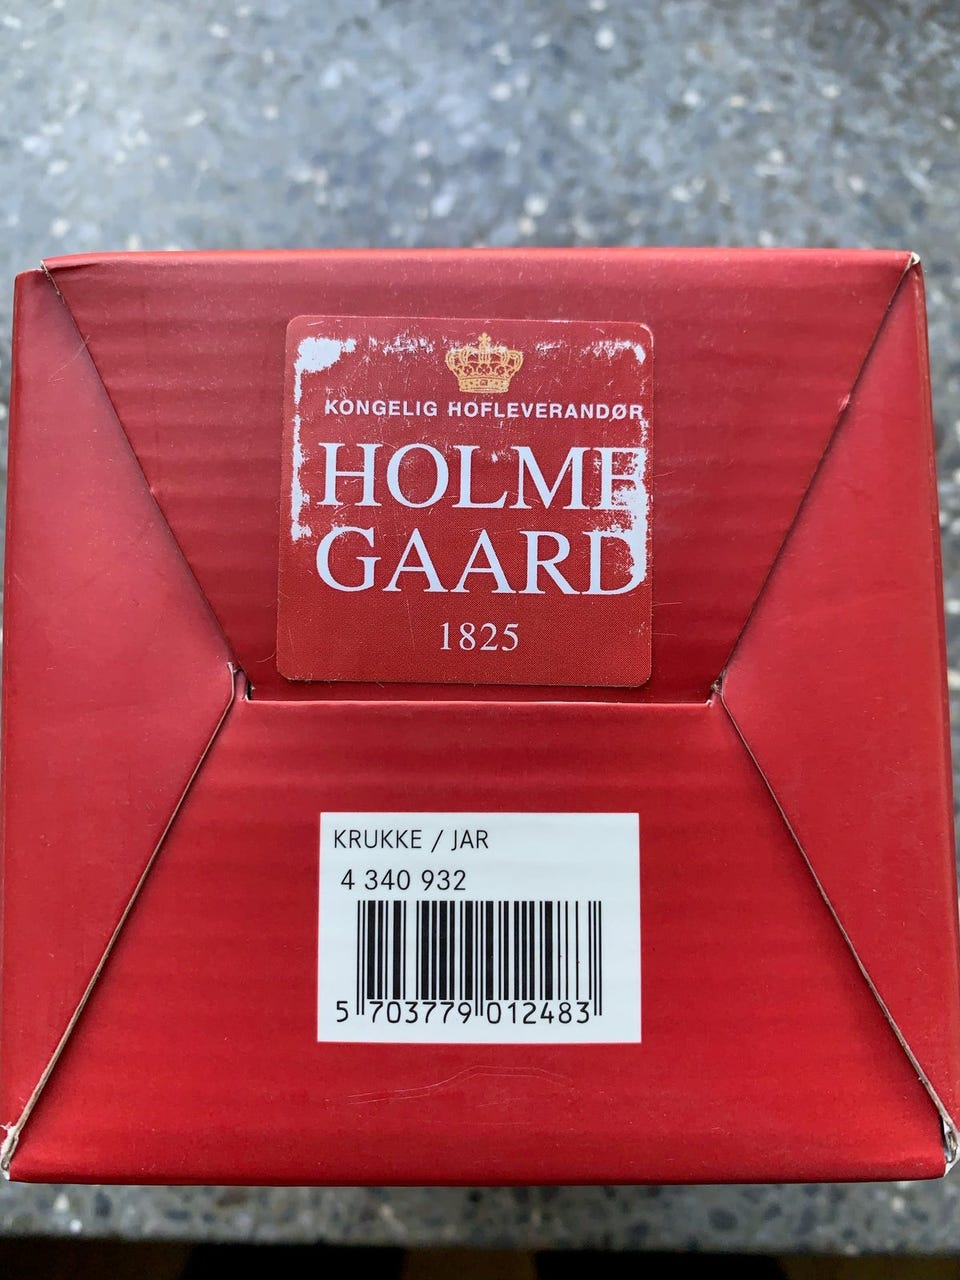 KONGELIG HOFLEVERANDØR
HOLME
GAARD
1825
KRUKKE / JAR
4 340 932
5 703779 012483